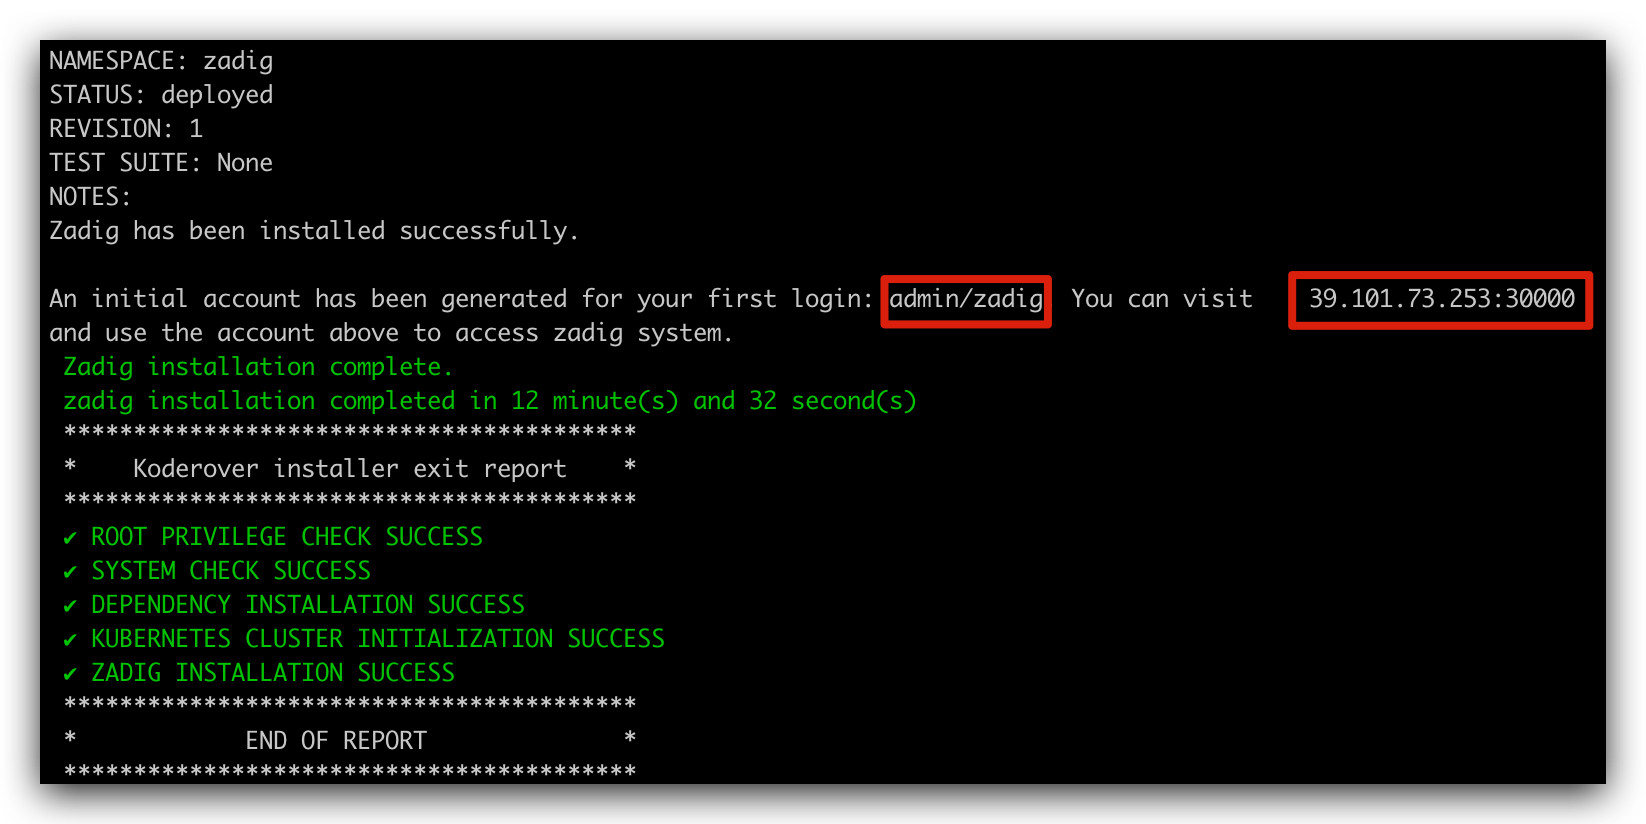 NAMESPACE: zadig
STATUS: deployed
REVISION: 1
TEST SUITE: None
NOTES:
Zadig has been installed successfully.
An initial account has been generated for your first login: admin/zadig You can visit 39.101.73.253:30000
and use the account above to access zadig system.
Zadig installation complete.
zadig installation completed in 12 minute(s) and 32 second(s)
*****************************************
* Koderover installer exit report *
*****************************************
✔ ROOT PRIVILEGE CHECK SUCCESS
✔ SYSTEM CHECK SUCCESS
✔ DEPENDENCY INSTALLATION SUCCESS
✔ KUBERNETES CLUSTER INITIALIZATION SUCCESS
✔ ZADIG INSTALLATION SUCCESS
*****************************************
* END OF REPORT *
*****************************************